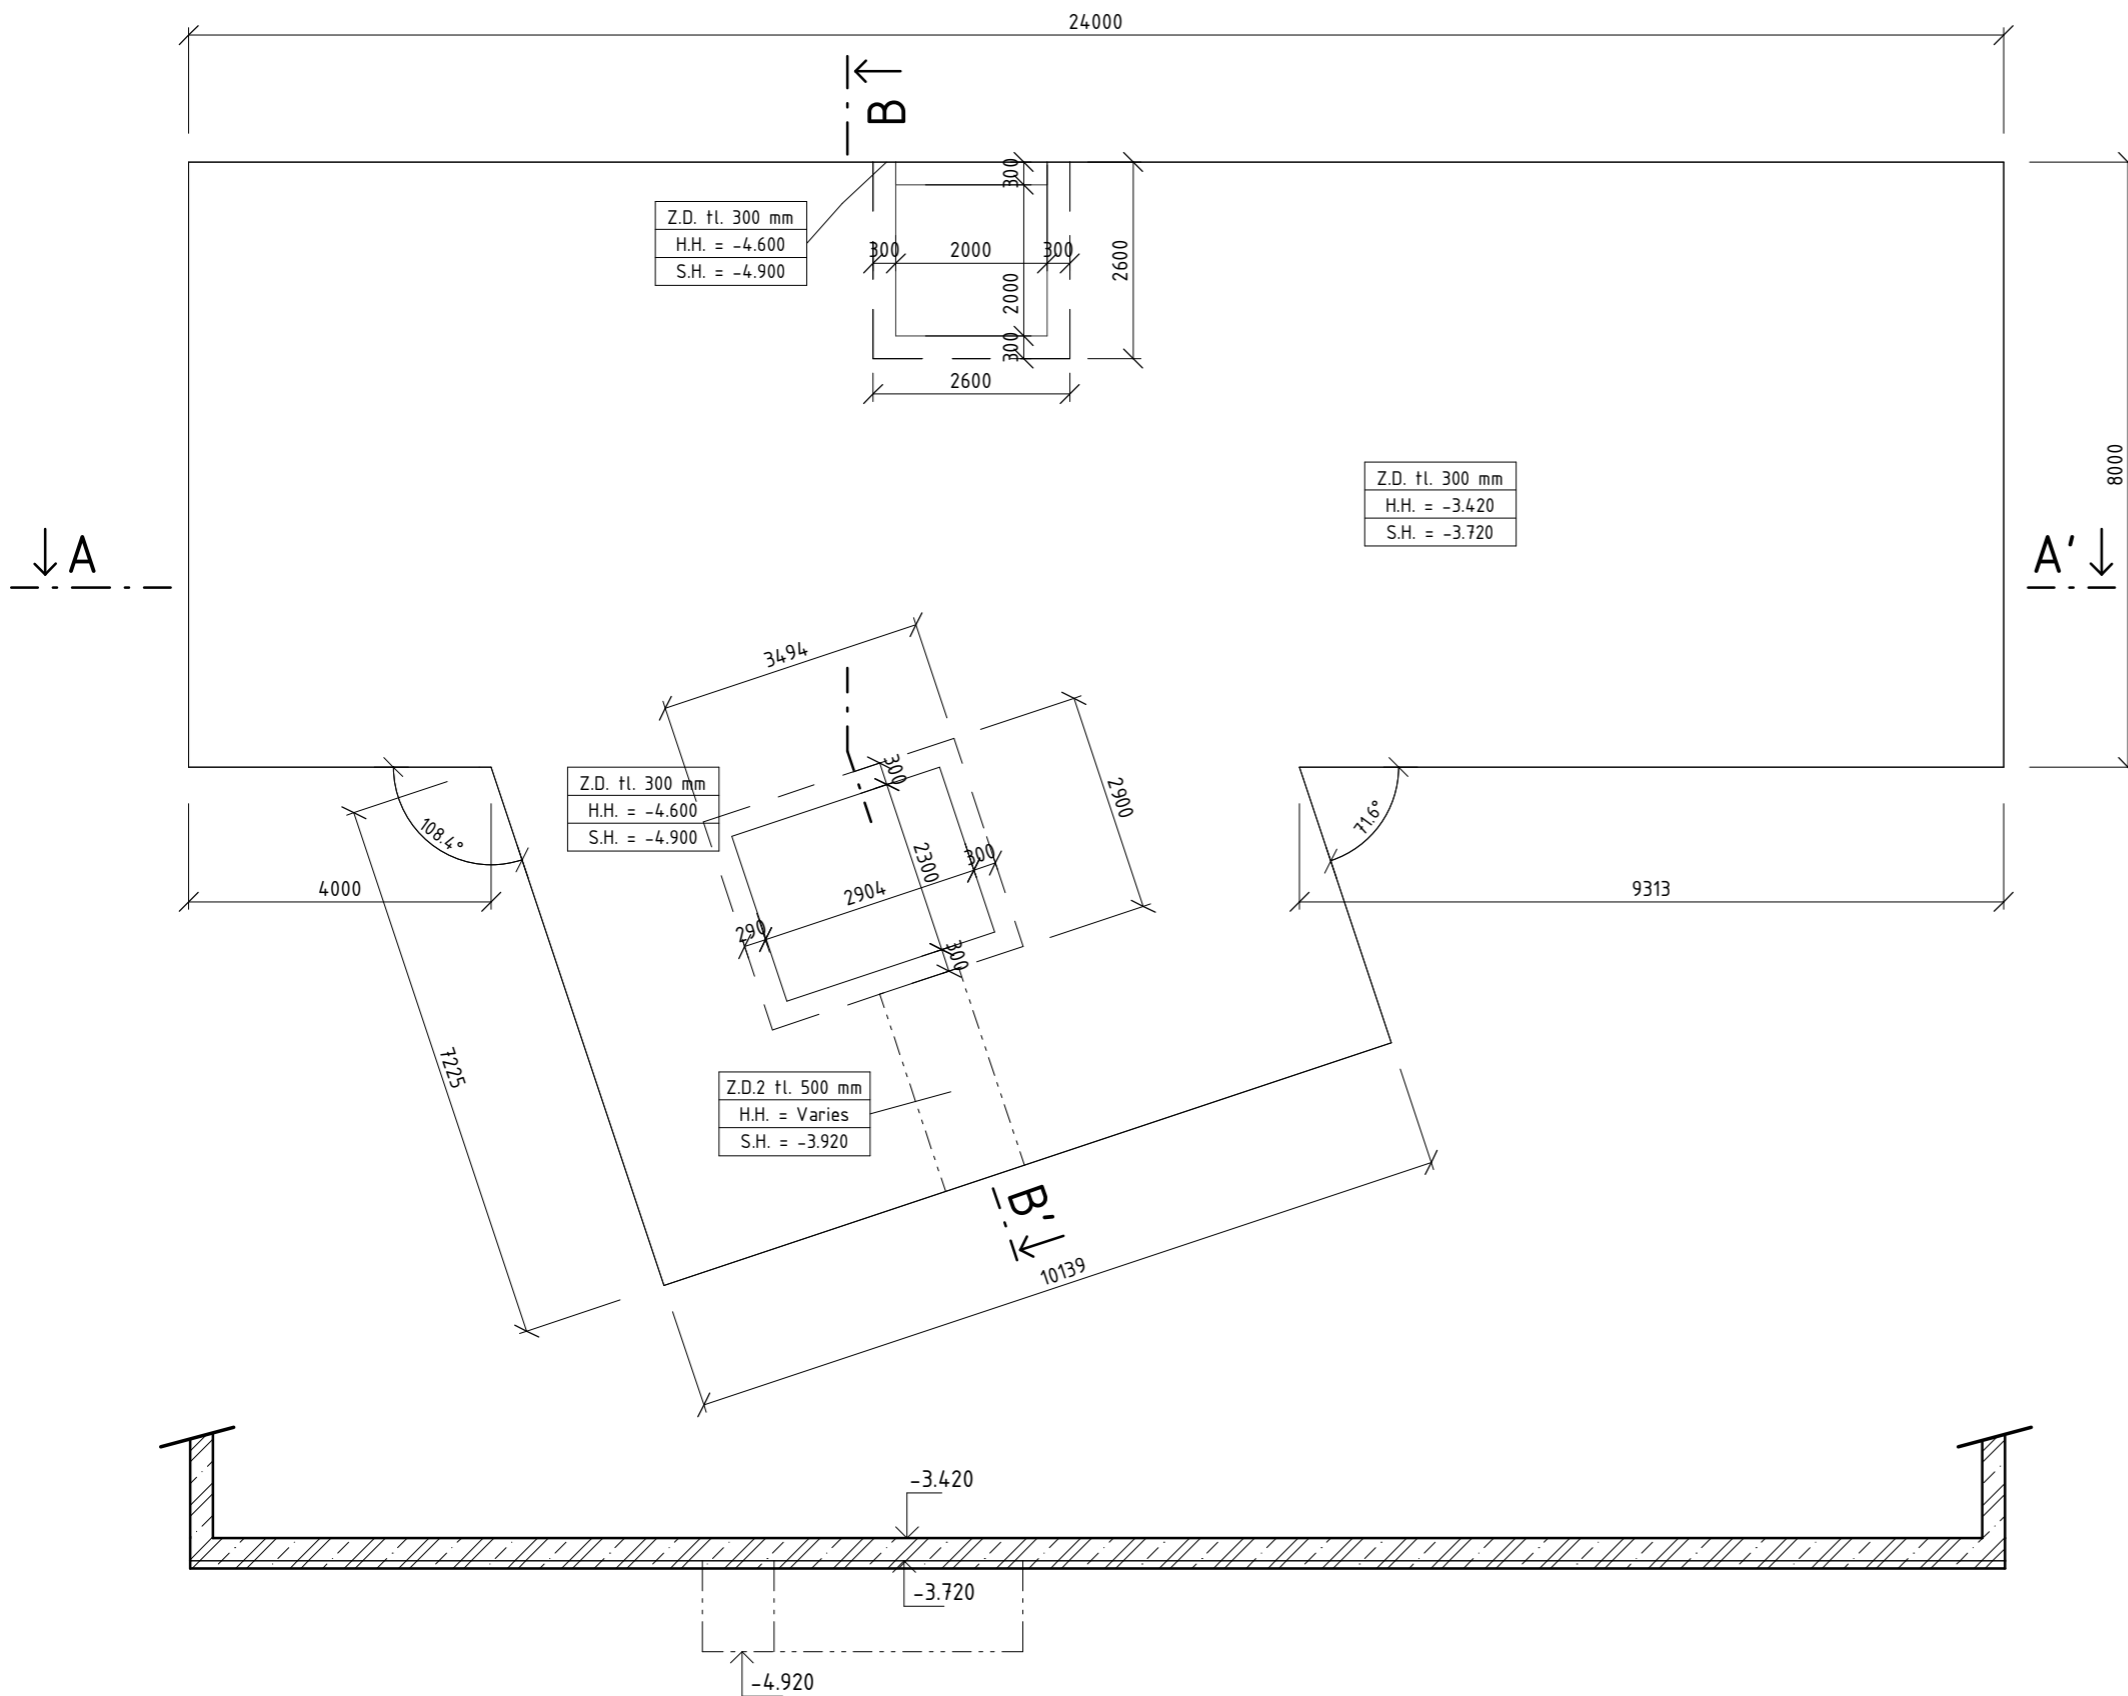 24000
B
300
Z.D. tl. 300 mm
H.H. = -4.600
S.H. = -4.900
300
2000
300
2600
2000
300
2600
8000
Z.D. tl. 300 mm
H.H. = -3.420
S.H. = -3.720
A
A'
3494
300
Z.D. tl. 300 mm
H.H. = -4.600
S.H. = -4.900
2900
108.4°
71.6°
2300
300
2904
4000
9313
290
300
7225
Z.D.2 tl. 500 mm
H.H. = Varies
S.H. = -3.920
B'
10139
-3.420
-3.720
-4.920